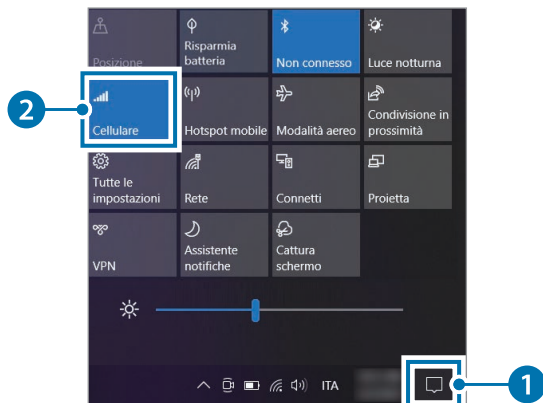 Posizione
Risparmia
batteria
Non connesso
Luce notturna
2
Cellulare
Hotspot mobile
Modalità aereo
Condivisione in
prossimità
Tutte le
impostazioni
Rete
Connetti
Proietta
VPN
Assistente
notifiche
Cattura
schermo
ITA
1